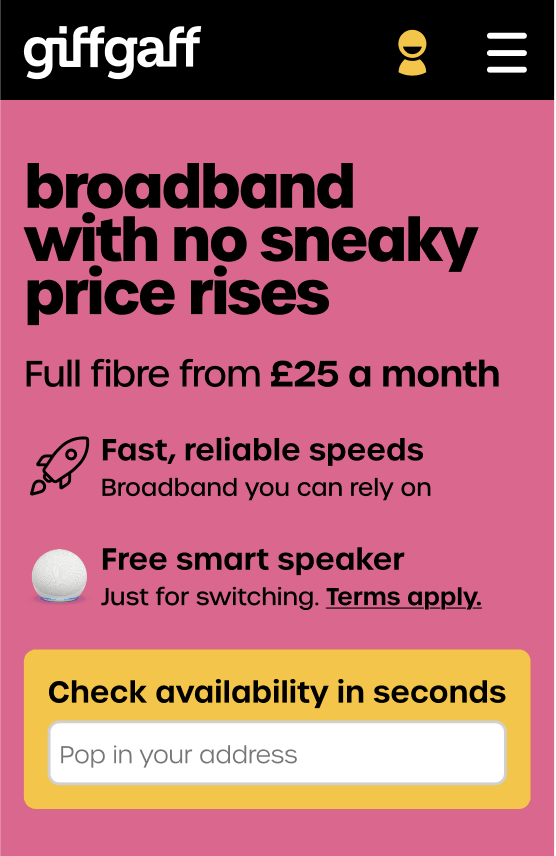 giffgaff
broadband
with no sneaky
price rises
Full fibre from £25 a month
Fast, reliable speeds
Broadband you can rely on
Free smart speaker
Just for switching. Terms apply.
Check availability in seconds
Pop in your address